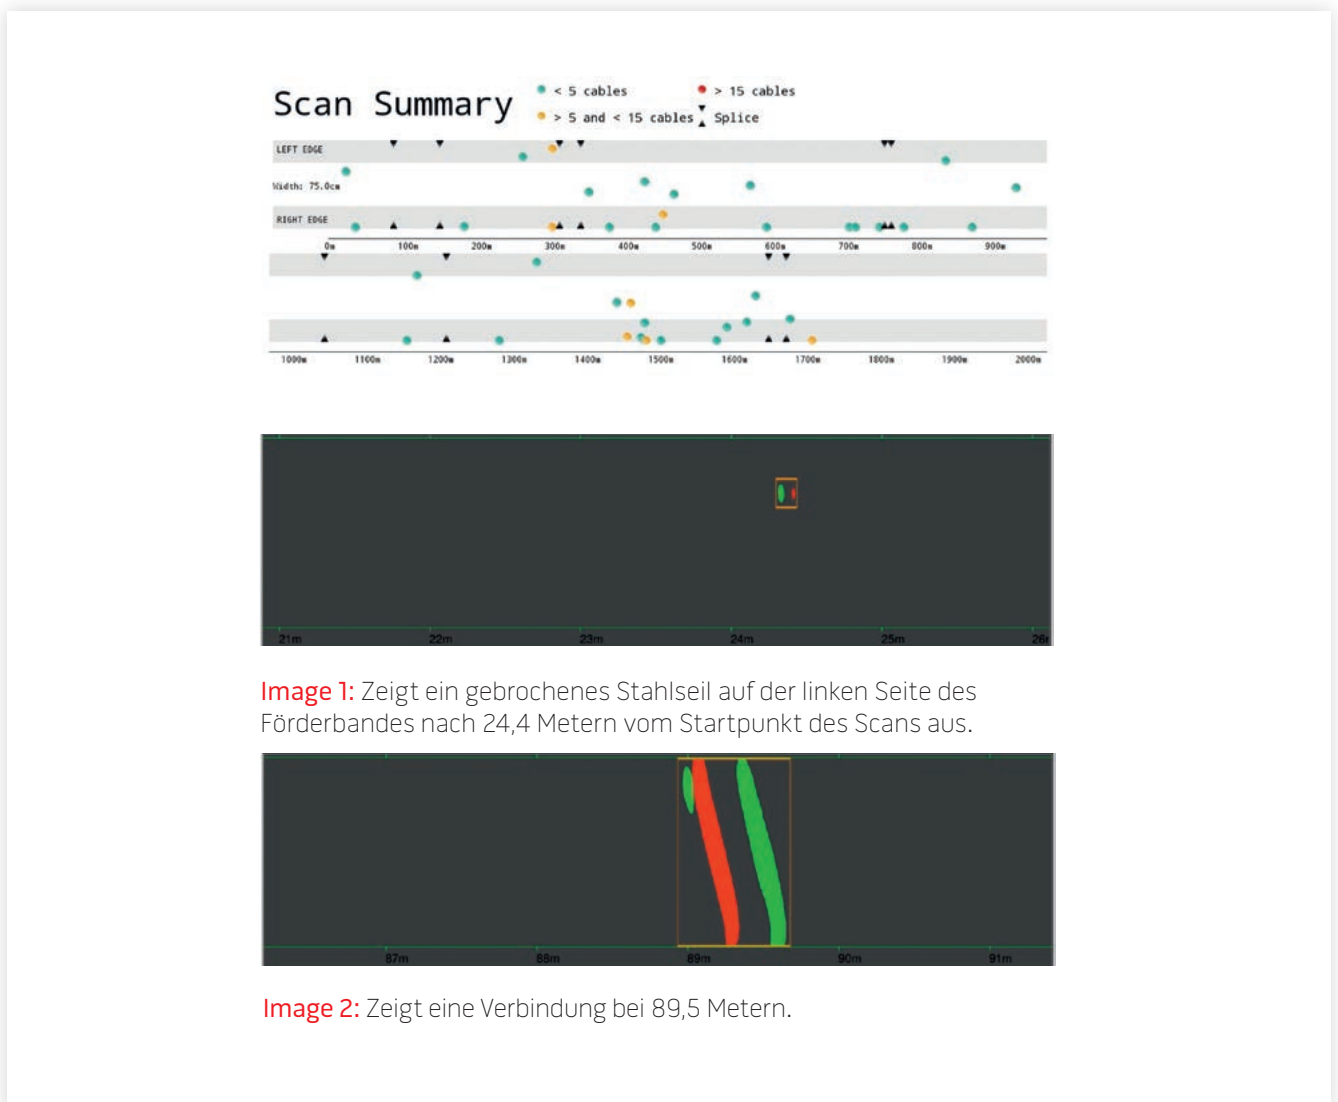 Scan Summary
< 5 cables
> 15 cables
> 5 and < 15 cables
Splice
LEFT EDGE
Width: 75.0cm
RIGHT EDGE
0m 100m 200m 300m 400m 500m 600m 700m 800m 900m
1000m 1100m 1200m 1300m 1400m 1500m 1600m 1700m 1800m 1900m 2000m
21m 22m 23m 24m 25m 26m
Image 1: Zeigt ein gebrochenes Stahlseil auf der linken Seite des
Förderbandes nach 24,4 Metern vom Startpunkt des Scans aus.
87m 88m 89m 90m 91m
Image 2: Zeigt eine Verbindung bei 89,5 Metern.